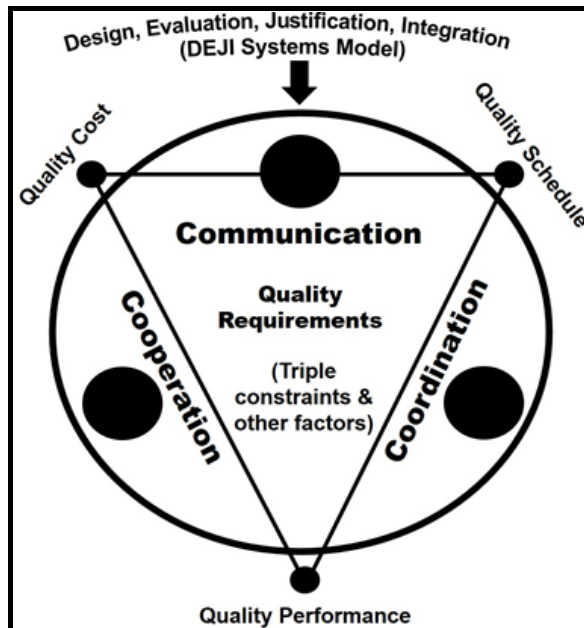 Design, Evaluation, Justification, Integration
(DEJI Systems Model)
Quality Cost
Quality Schedule
Communication
Quality
Requirements
(Triple
constraints &
other factors)
Cooperation
Coordination
Quality Performance